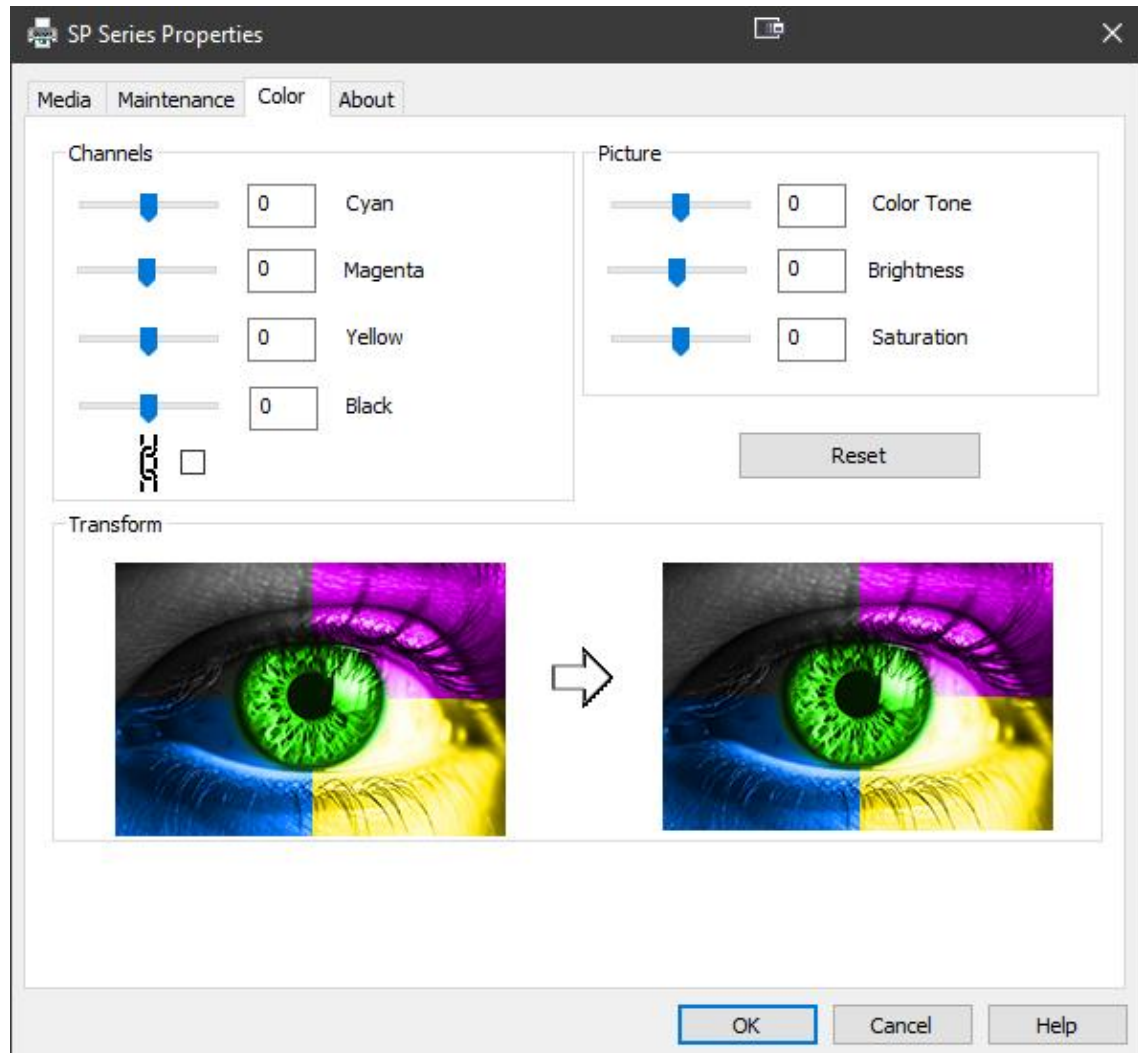 SP Series Properties
Media Maintenance Color About
Channels
0 Cyan
0 Magenta
0 Yellow
0 Black
Picture
0 Color Tone
0 Brightness
0 Saturation
Reset
Transform
OK Cancel Help